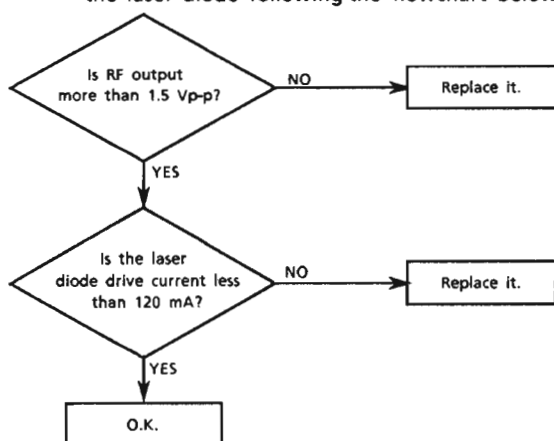 the laser diode following the flowchart below
Is RF output
more than 1.5 Vp-p?
NO
Replace it.
YES
Is the laser
diode drive current less
than 120 mA?
NO
Replace it.
YES
O.K.